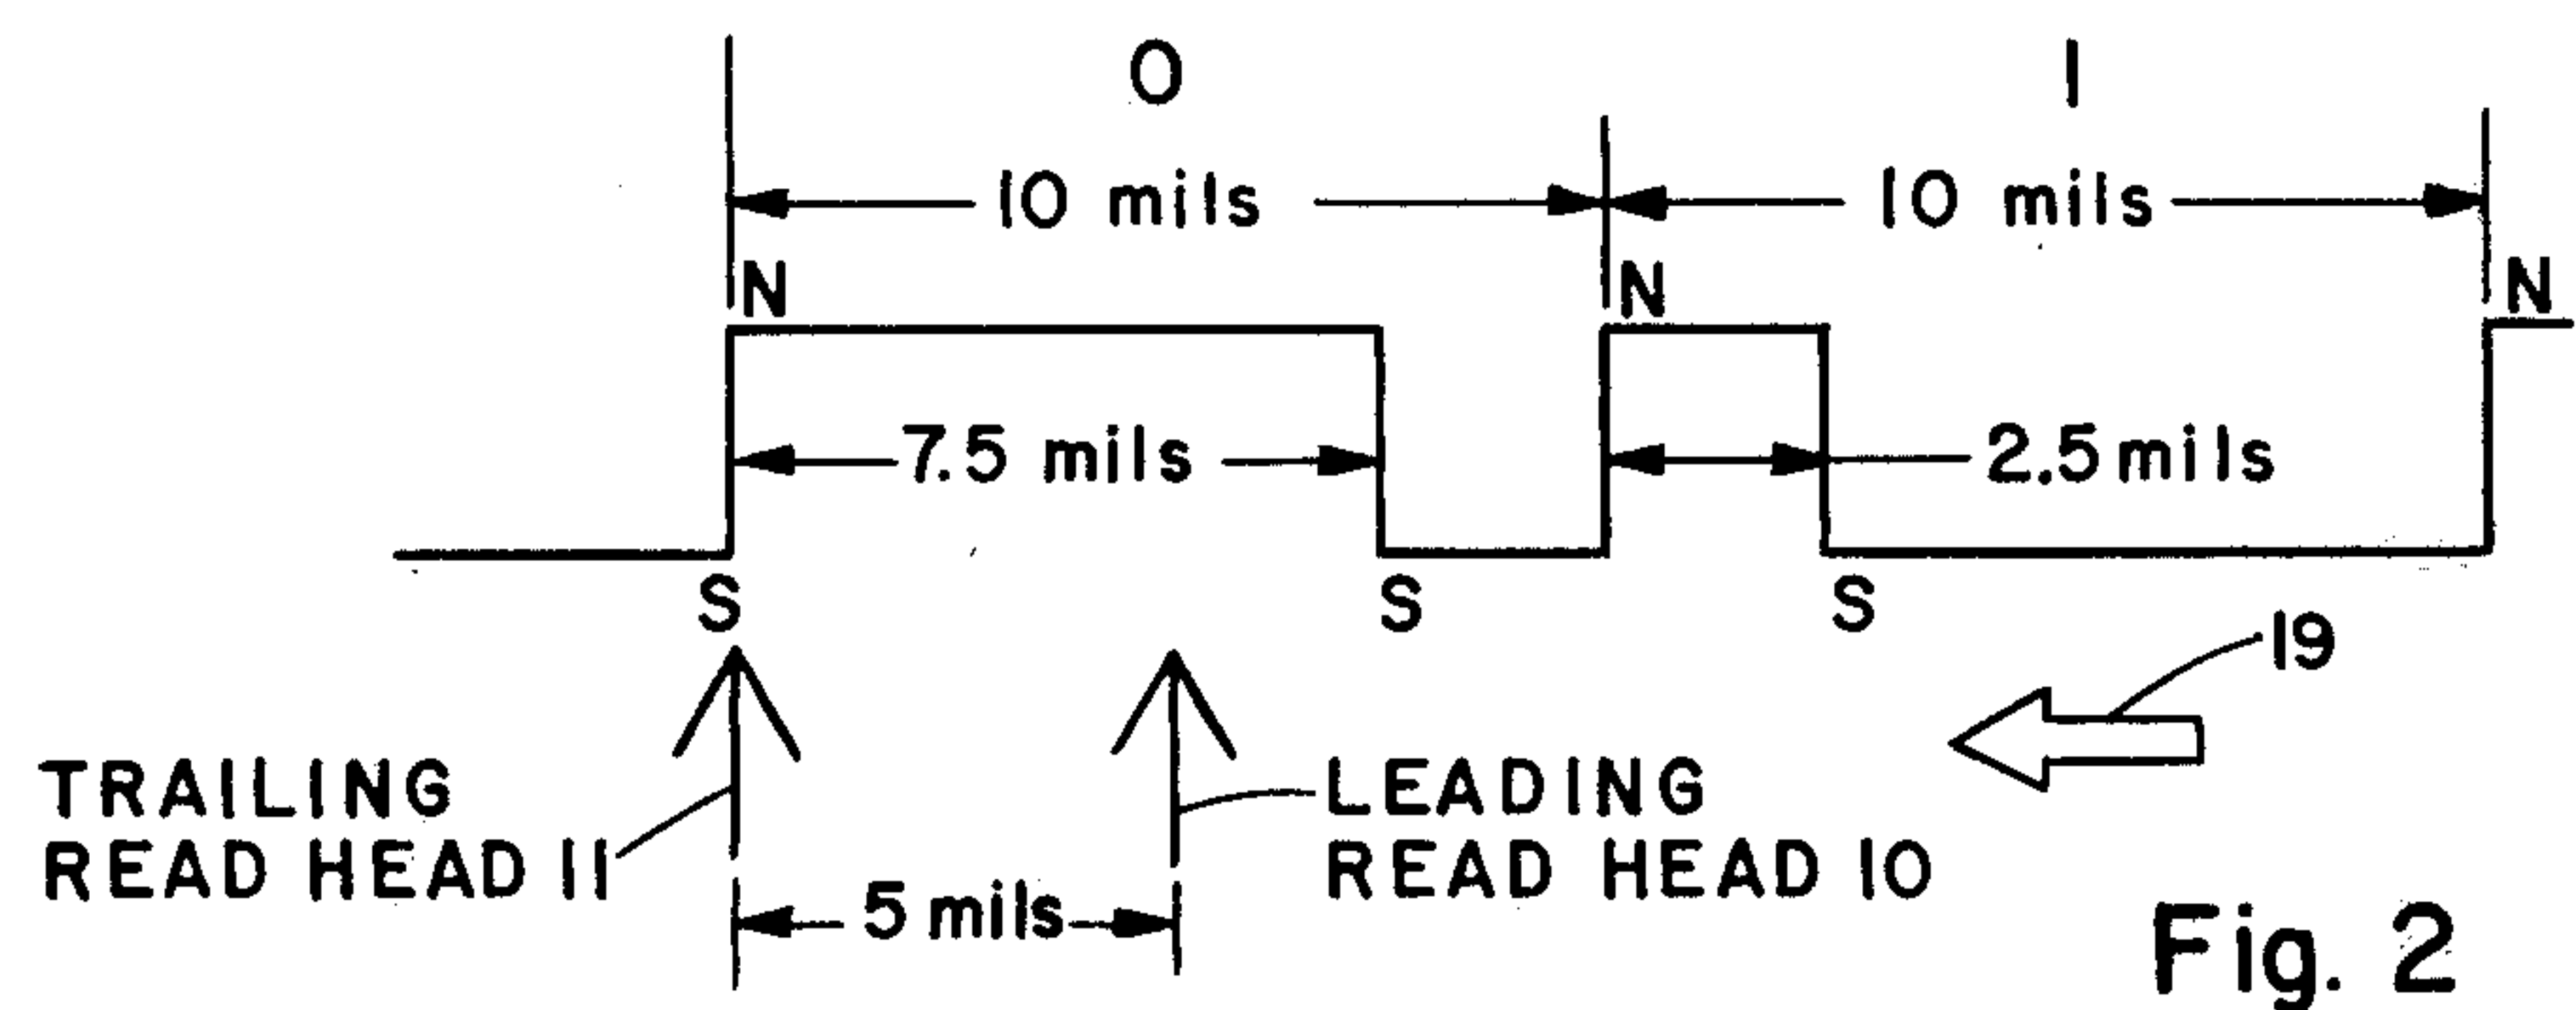 0
1
10 mils
10 mils
N
N
N
7.5 mils
2.5 mils
S
S
S
19
TRAILING
READ HEAD 11
LEADING
READ HEAD 10
5 mils
Fig. 2